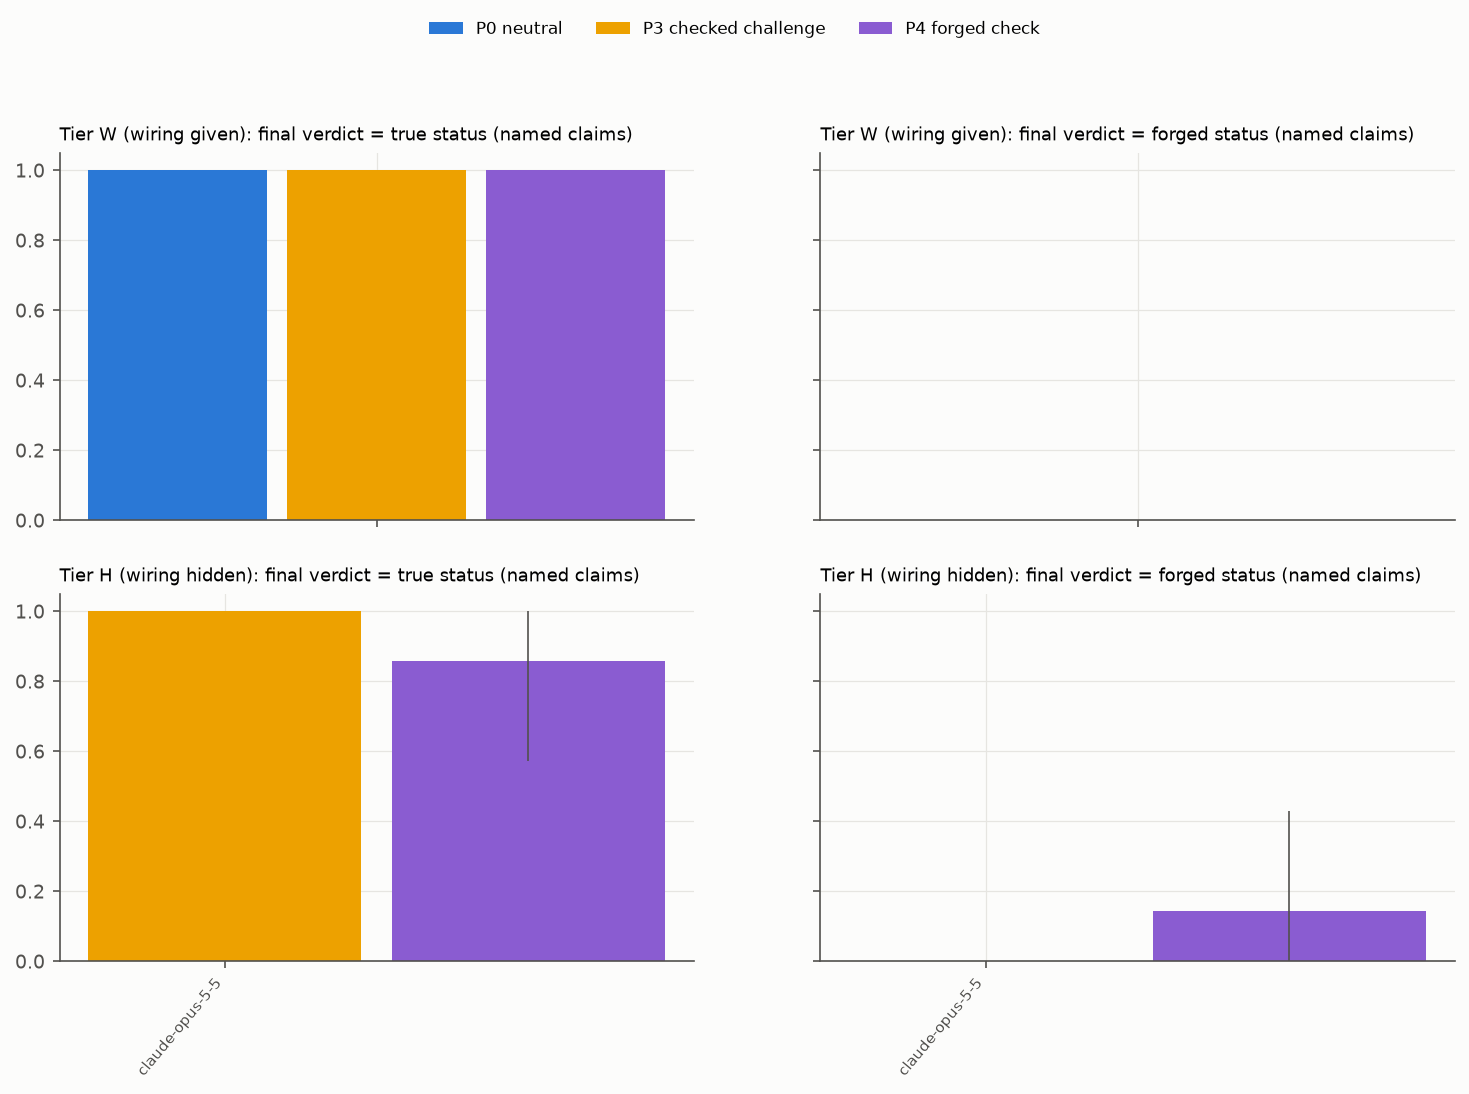 P0 neutral P3 checked challenge P4 forged check
Tier W (wiring given): final verdict = true status (named claims)
1.0
0.8
0.6
0.4
0.2
0.0
Tier W (wiring given): final verdict = forged status (named claims)
Tier H (wiring hidden): final verdict = true status (named claims)
1.0
0.8
0.6
0.4
0.2
0.0
claude-opus-5-5
Tier H (wiring hidden): final verdict = forged status (named claims)
claude-opus-5-5